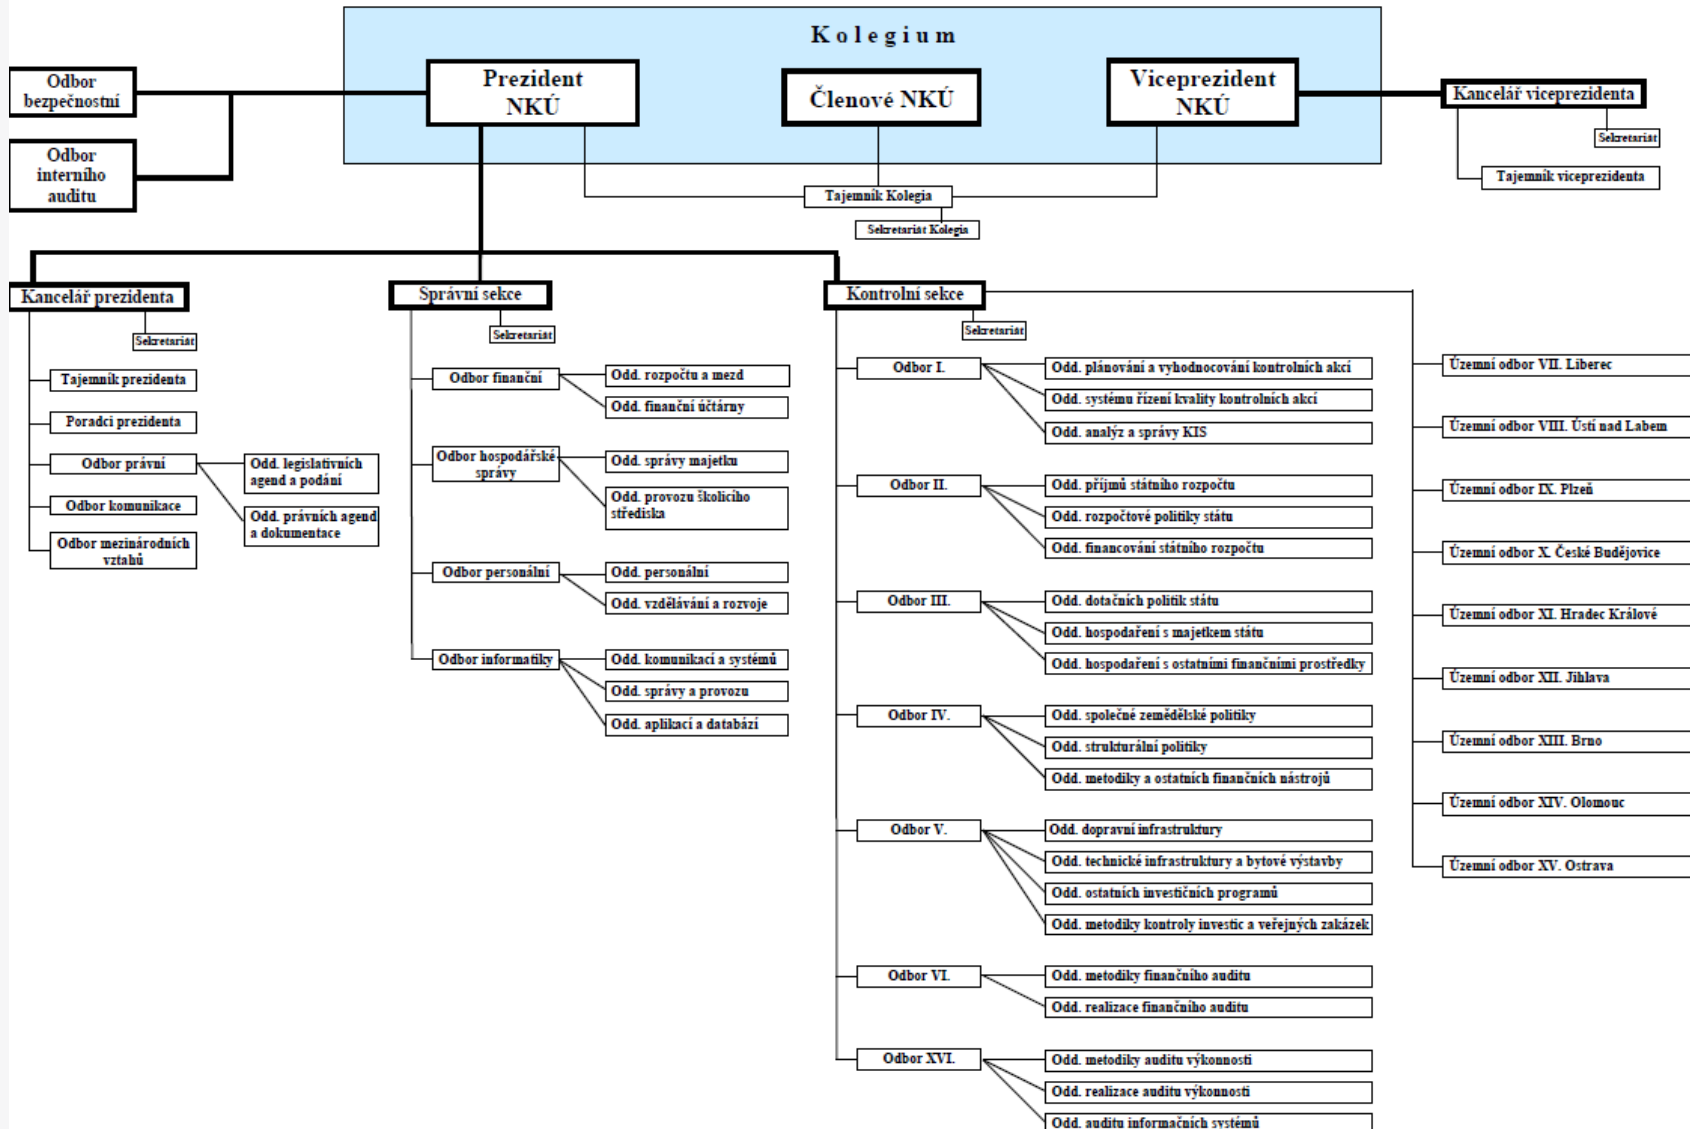 Kolegium
Odbor
bezpečnostní
Prezident
NKÚ
Členové NKÚ
Viceprezident
NKÚ
Kancelář viceprezidenta
Sekretariát
Tajemník viceprezidenta
Odbor
interního
auditu
Tajemník Kolegia
Sekretariát Kolegia
Kancelář prezidenta
Sekretariát
Tajemník prezidenta
Poradci prezidenta
Odbor právní
Odd. legislativních
agend a podání
Odd. právních agend
a dokumentace
Odbor komunikace
Odbor mezinárodních
vztahů
Správní sekce
Sekretariát
Odbor finanční
Odd. rozpočtu a mezd
Odd. finanční účtárny
Odbor hospodářské
správy
Odd. správy majetku
Odd. provozu školicího
střediska
Odbor personální
Odd. personální
Odd. vzdělávání a rozvoje
Odbor informatiky
Odd. komunikací a systémů
Odd. správy a provozu
Odd. aplikací a databází
Kontrolní sekce
Sekretariát
Odbor I.
Odd. plánování a vyhodnocování kontrolních akcí
Odd. systému řízení kvality kontrolních akcí
Odd. analýz a správy KIS
Odbor II.
Odd. příjmů státního rozpočtu
Odd. rozpočtové politiky státu
Odd. financování státního rozpočtu
Odbor III.
Odd. dotačních politik státu
Odd. hospodaření s majetkem státu
Odd. hospodaření s ostatními finančními prostředky
Odbor IV.
Odd. společné zemědělské politiky
Odd. strukturální politiky
Odd. metodiky a ostatních finančních nástrojů
Odbor V.
Odd. dopravní infrastruktury
Odd. technické infrastruktury a bytové výstavby
Odd. ostatních investičních programů
Odd. metodiky kontroly investic a veřejných zakázek
Odbor VI.
Odd. metodiky finančního auditu
Odd. realizace finančního auditu
Odbor XVI.
Odd. metodiky auditu výkonnosti
Odd. realizace auditu výkonnosti
Odd. auditu informačních systémů
Územní odbor VII. Liberec
Územní odbor VIII. Ústí nad Labem
Územní odbor IX. Plzeň
Územní odbor X. České Budějovice
Územní odbor XI. Hradec Králové
Územní odbor XII. Jihlava
Územní odbor XIII. Brno
Územní odbor XIV. Olomouc
Územní odbor XV. Ostrava